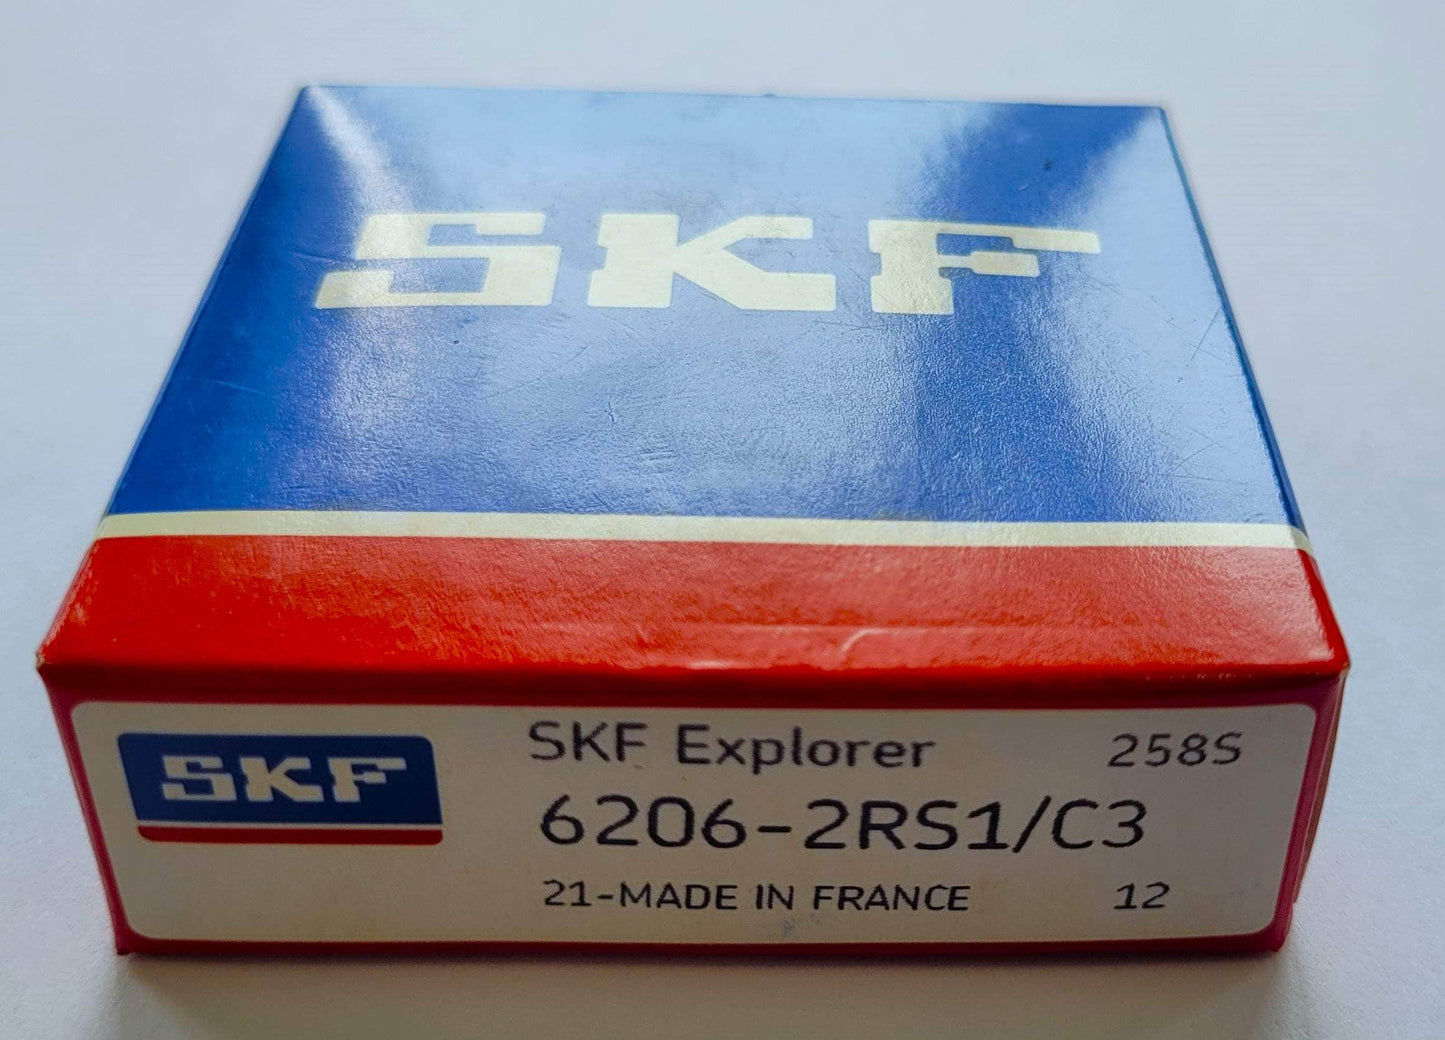 SKF
SKF
SKF Explorer 258S
6206-2RS1/C3
21-MADE IN FRANCE 12